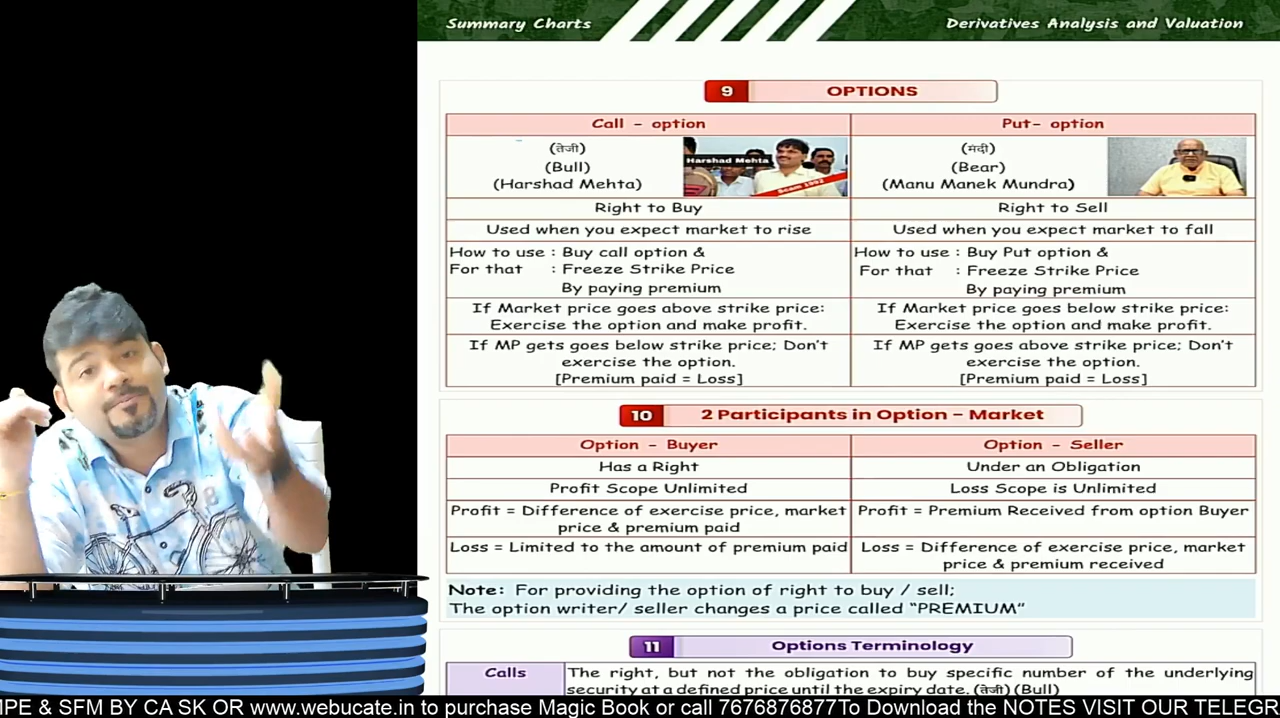 Summary Charts
Derivatives Analysis and Valuation
9 OPTIONS
Call - option
Put- option
(तेजी)
(Bull)
(Harshad Mehta)
Harshad Mehta
Scam 1992
(मंदी)
(Bear)
(Manu Manek Mundra)
Right to Buy
Right to Sell
Used when you expect market to rise
Used when you expect market to fall
How to use : Buy call option &
For that : Freeze Strike Price
By paying premium
How to use : Buy Put option &
For that : Freeze Strike Price
By paying premium
If Market price goes above strike price:
Exercise the option and make profit.
If Market price goes below strike price:
Exercise the option and make profit.
If MP gets goes below strike price; Don't
exercise the option.
[Premium paid = Loss]
If MP gets goes above strike price; Don't
exercise the option.
[Premium paid = Loss]
10 2 Participants in Option – Market
Option - Buyer
Option - Seller
Has a Right
Under an Obligation
Profit Scope Unlimited
Loss Scope is Unlimited
Profit = Difference of exercise price, market
price & premium paid
Profit = Premium Received from option Buyer
Loss = Limited to the amount of premium paid
Loss = Difference of exercise price, market
price & premium received
Note: For providing the option of right to buy / sell;
The option writer/ seller changes a price called “PREMIUM”
11 Options Terminology
Calls
The right, but not the obligation to buy specific number of the underlying
security at a defined price until the expiry date. (तेजी) (Bull)
MPE & SFM BY CA SK OR www.webucate.in to purchase Magic Book or call 7676876877To Download the NOTES VISIT OUR TELEGR